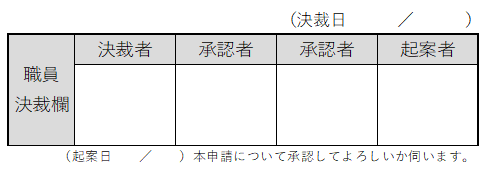 （決裁日　　　／　　　）
決裁者　承認者　承認者　起案者
職員
決裁欄
（起案日　　／　　）本申請について承認してよろしいか伺います。